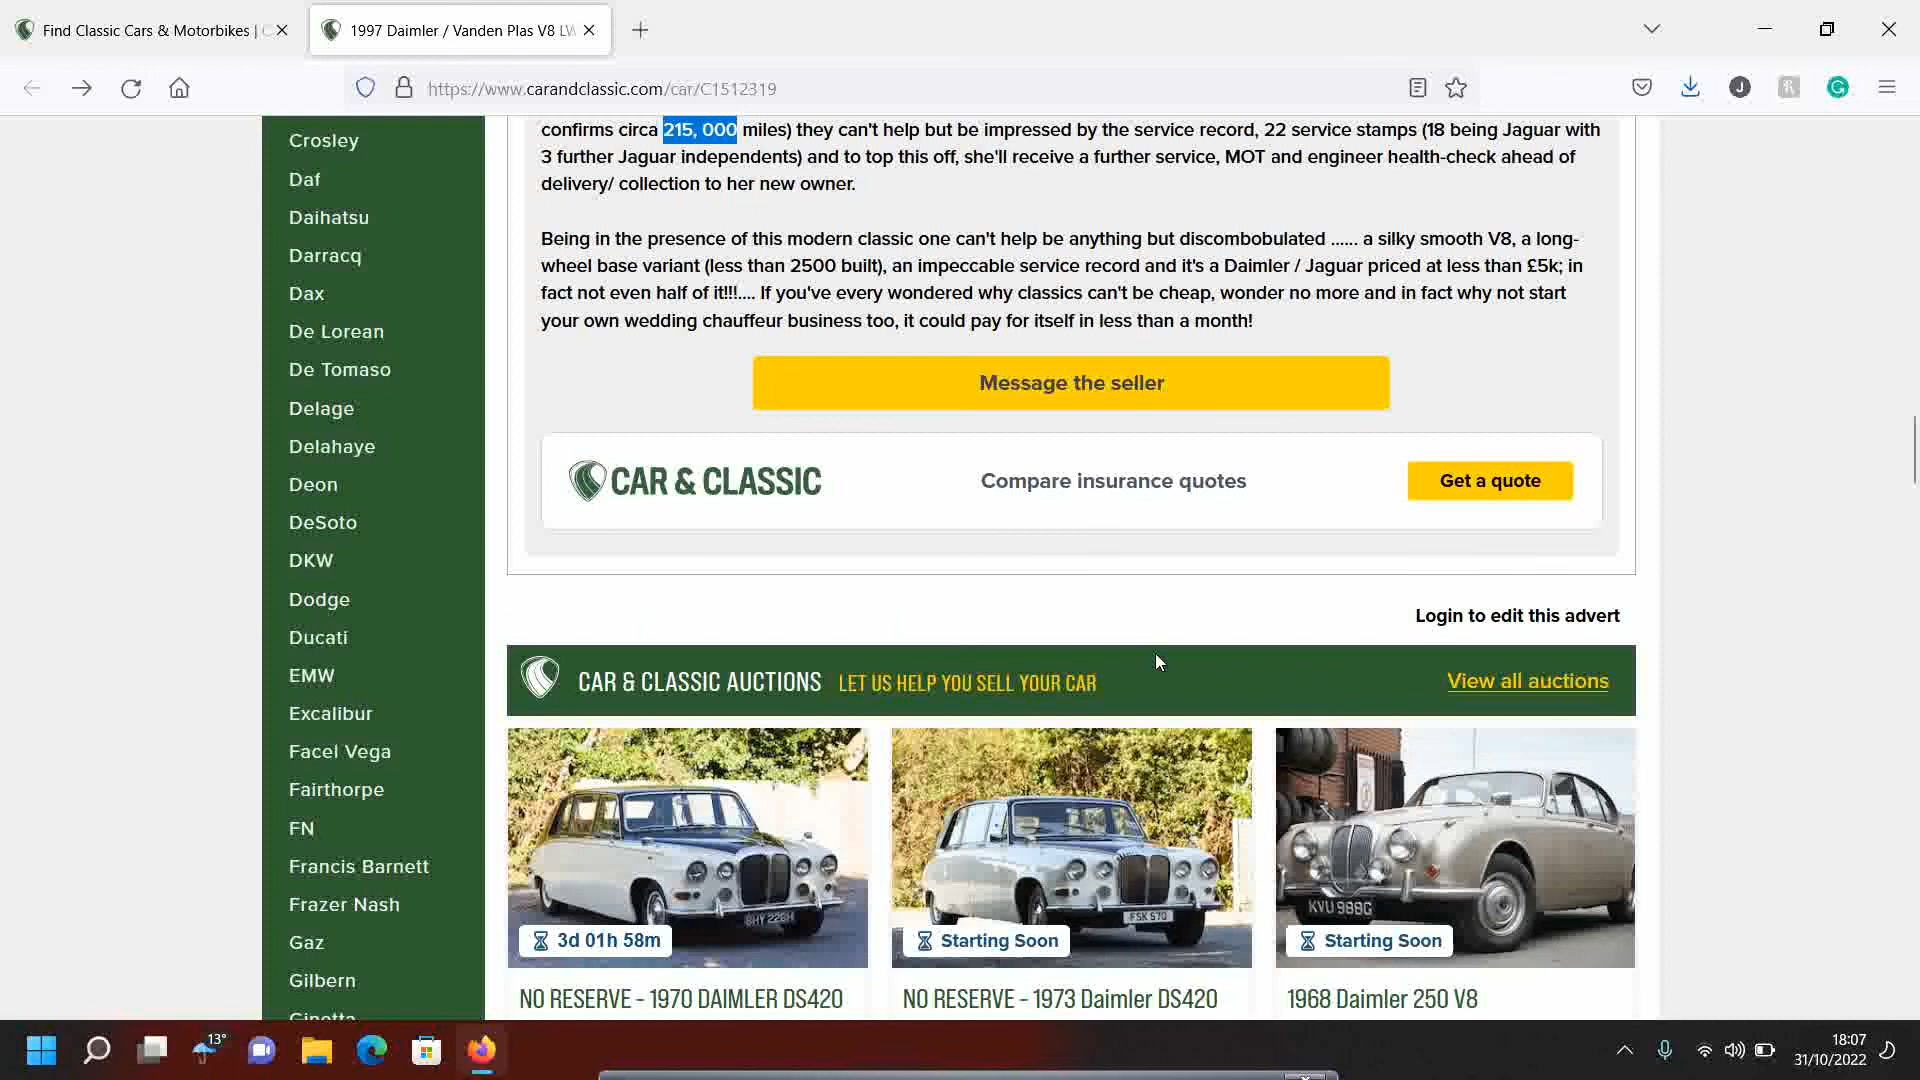 Find Classic Cars & Motorbikes | C
1997 Daimler / Vanden Plas V8 LW
https://www.carandclassic.com/car/C1512319
J
G
Crosley
Daf
Daihatsu
Darracq
Dax
De Lorean
De Tomaso
Delage
Delahaye
Deon
DeSoto
DKW
Dodge
Ducati
EMW
Excalibur
Facel Vega
Fairthorpe
FN
Francis Barnett
Frazer Nash
Gaz
Gilbern
Ginetta
confirms circa 215, 000 miles) they can't help but be impressed by the service record, 22 service stamps (18 being Jaguar with
3 further Jaguar independents) and to top this off, she'll receive a further service, MOT and engineer health-check ahead of
delivery/ collection to her new owner.
Being in the presence of this modern classic one can't help be anything but discombobulated ...... a silky smooth V8, a long-
wheel base variant (less than 2500 built), an impeccable service record and it's a Daimler / Jaguar priced at less than £5k; in
fact not even half of it!!!.... If you've every wondered why classics can't be cheap, wonder no more and in fact why not start
your own wedding chauffeur business too, it could pay for itself in less than a month!
Message the seller
CAR & CLASSIC
Compare insurance quotes
Get a quote
Login to edit this advert
CAR & CLASSIC AUCTIONS LET US HELP YOU SELL YOUR CAR
View all auctions
FSK 570
KVU 988G
3d 01h 58m
Starting Soon
Starting Soon
NO RESERVE - 1970 DAIMLER DS420
NO RESERVE - 1973 Daimler DS420
1968 Daimler 250 V8
13°
18:07
31/10/2022